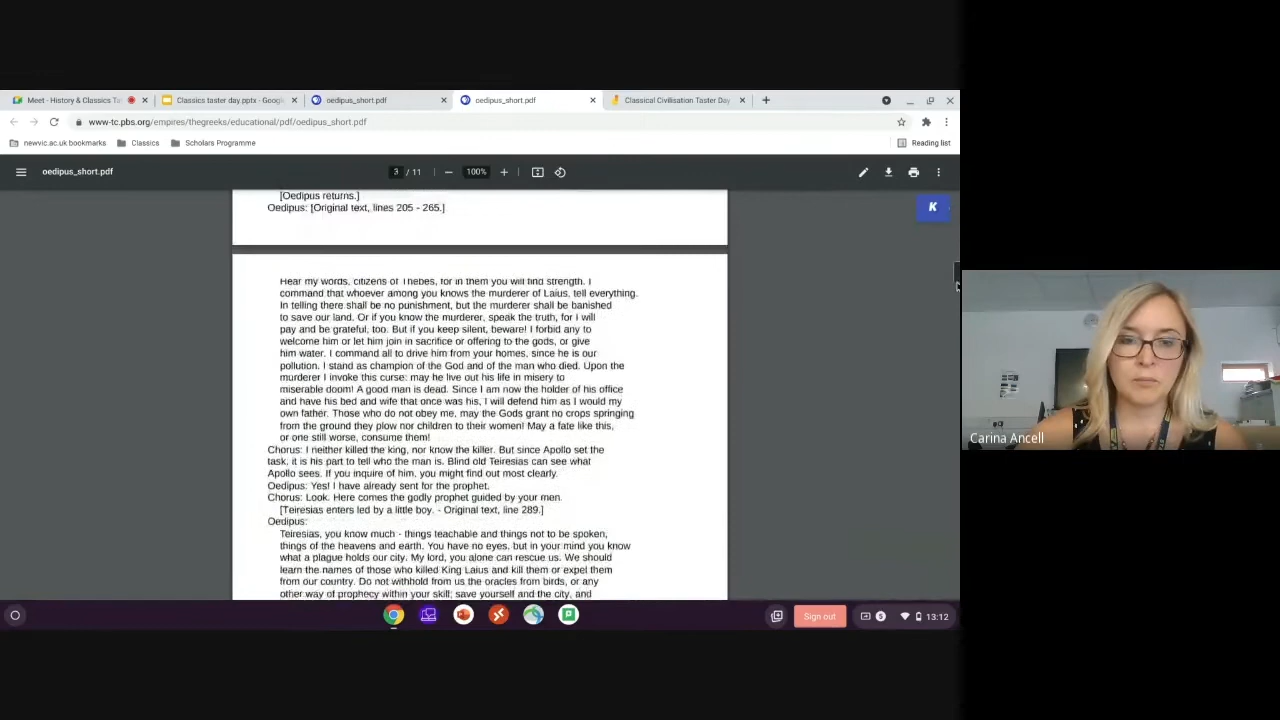 Meet - History & Classics Ta
Classics taster day.pptx - Googl
oedipus_short.pdf
oedipus_short.pdf
Classical Civilisation Taster Day
www-tc.pbs.org/empires/thegreeks/educational/pdf/oedipus_short.pdf
newvic.ac.uk bookmarks
Classics
Scholars Programme
Reading list
oedipus_short.pdf
3 / 11
100%
[Oedipus returns.]
Oedipus: [Original text, lines 205 - 265.]
K
Hear my words, citizens of Thebes, for in them you will find strength. I
command that whoever among you knows the murderer of Laius, tell everything.
In telling there shall be no punishment, but the murderer shall be banished
to save our land. Or if you know the murderer, speak the truth, for I will
pay and be grateful, too. But if you keep silent, beware! I forbid any to
welcome him or let him join in sacrifice or offering to the gods, or give
him water. I command all to drive him from your homes, since he is our
pollution. I stand as champion of the God and of the man who died. Upon the
murderer I invoke this curse: may he live out his life in misery to
miserable doom! A good man is dead. Since I am now the holder of his office
and have his bed and wife that once was his, I will defend him as I would my
own father. Those who do not obey me, may the Gods grant no crops springing
from the ground they plow nor children to their women! May a fate like this,
or one still worse, consume them!
Chorus: I neither killed the king, nor know the killer. But since Apollo set the
task, it is his part to tell who the man is. Blind old Teiresias can see what
Apollo sees. If you inquire of him, you might find out most clearly.
Oedipus: Yes! I have already sent for the prophet.
Chorus: Look. Here comes the godly prophet guided by your men.
[Teiresias enters led by a little boy. - Original text, line 289.]
Oedipus:
Teiresias, you know much - things teachable and things not to be spoken,
things of the heavens and earth. You have no eyes, but in your mind you know
what a plague holds our city. My lord, you alone can rescue us. We should
learn the names of those who killed King Laius and kill them or expel them
from our country. Do not withhold from us the oracles from birds, or any
other way of prophecy within your skill; save yourself and the city, and
Carina Ancell
Sign out
13:12